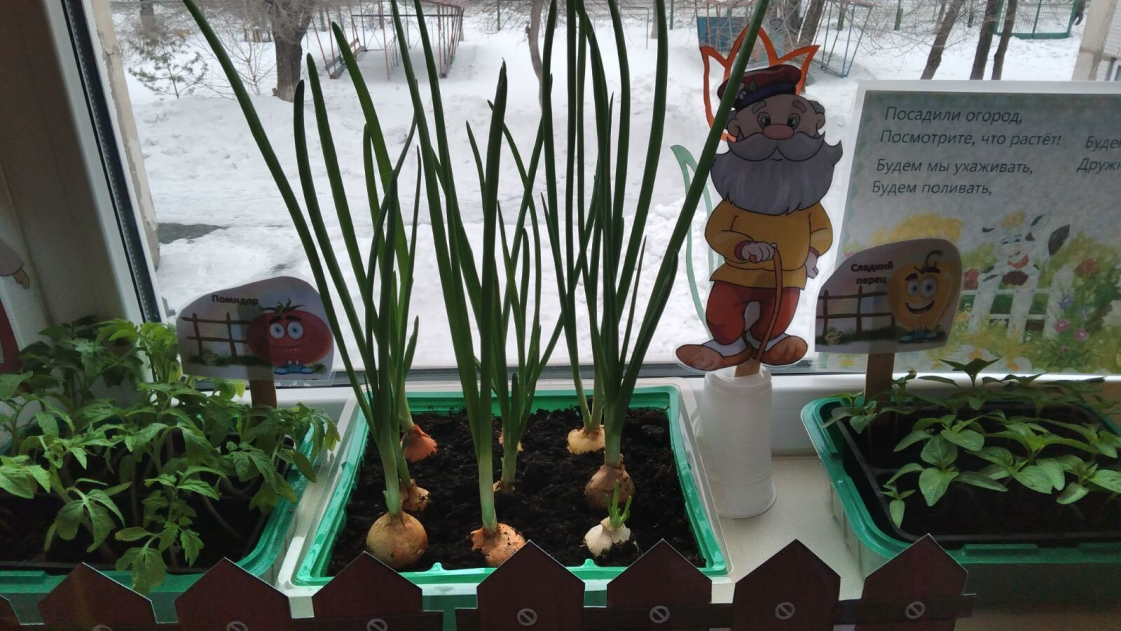 Посадили огород,
Посмотрите, что растёт!
Будем мы ухаживать,
Будем поливать,
Помидор
Сладкий
перец